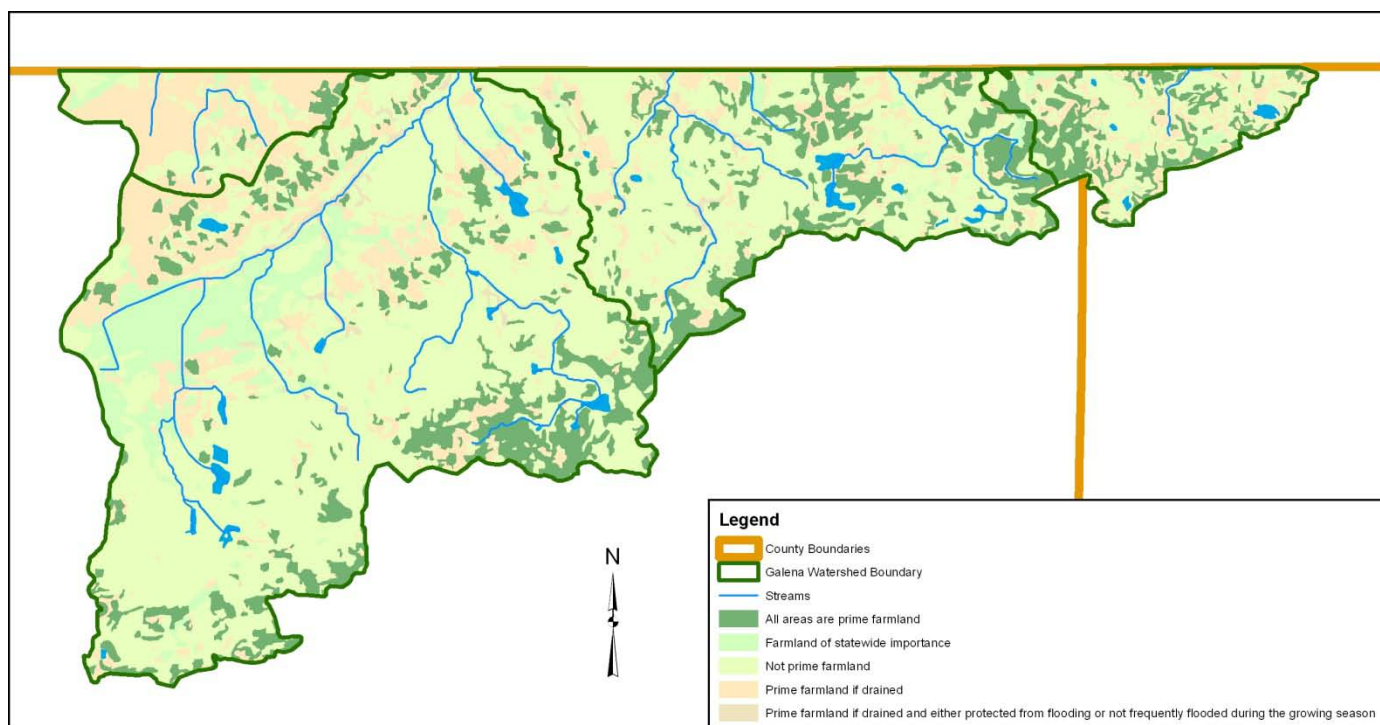 N
Legend
County Boundaries
Galena Watershed Boundary
Streams
All areas are prime farmland
Farmland of statewide importance
Not prime farmland
Prime farmland if drained
Prime farmland if drained and either protected from flooding or not frequently flooded during the growing season